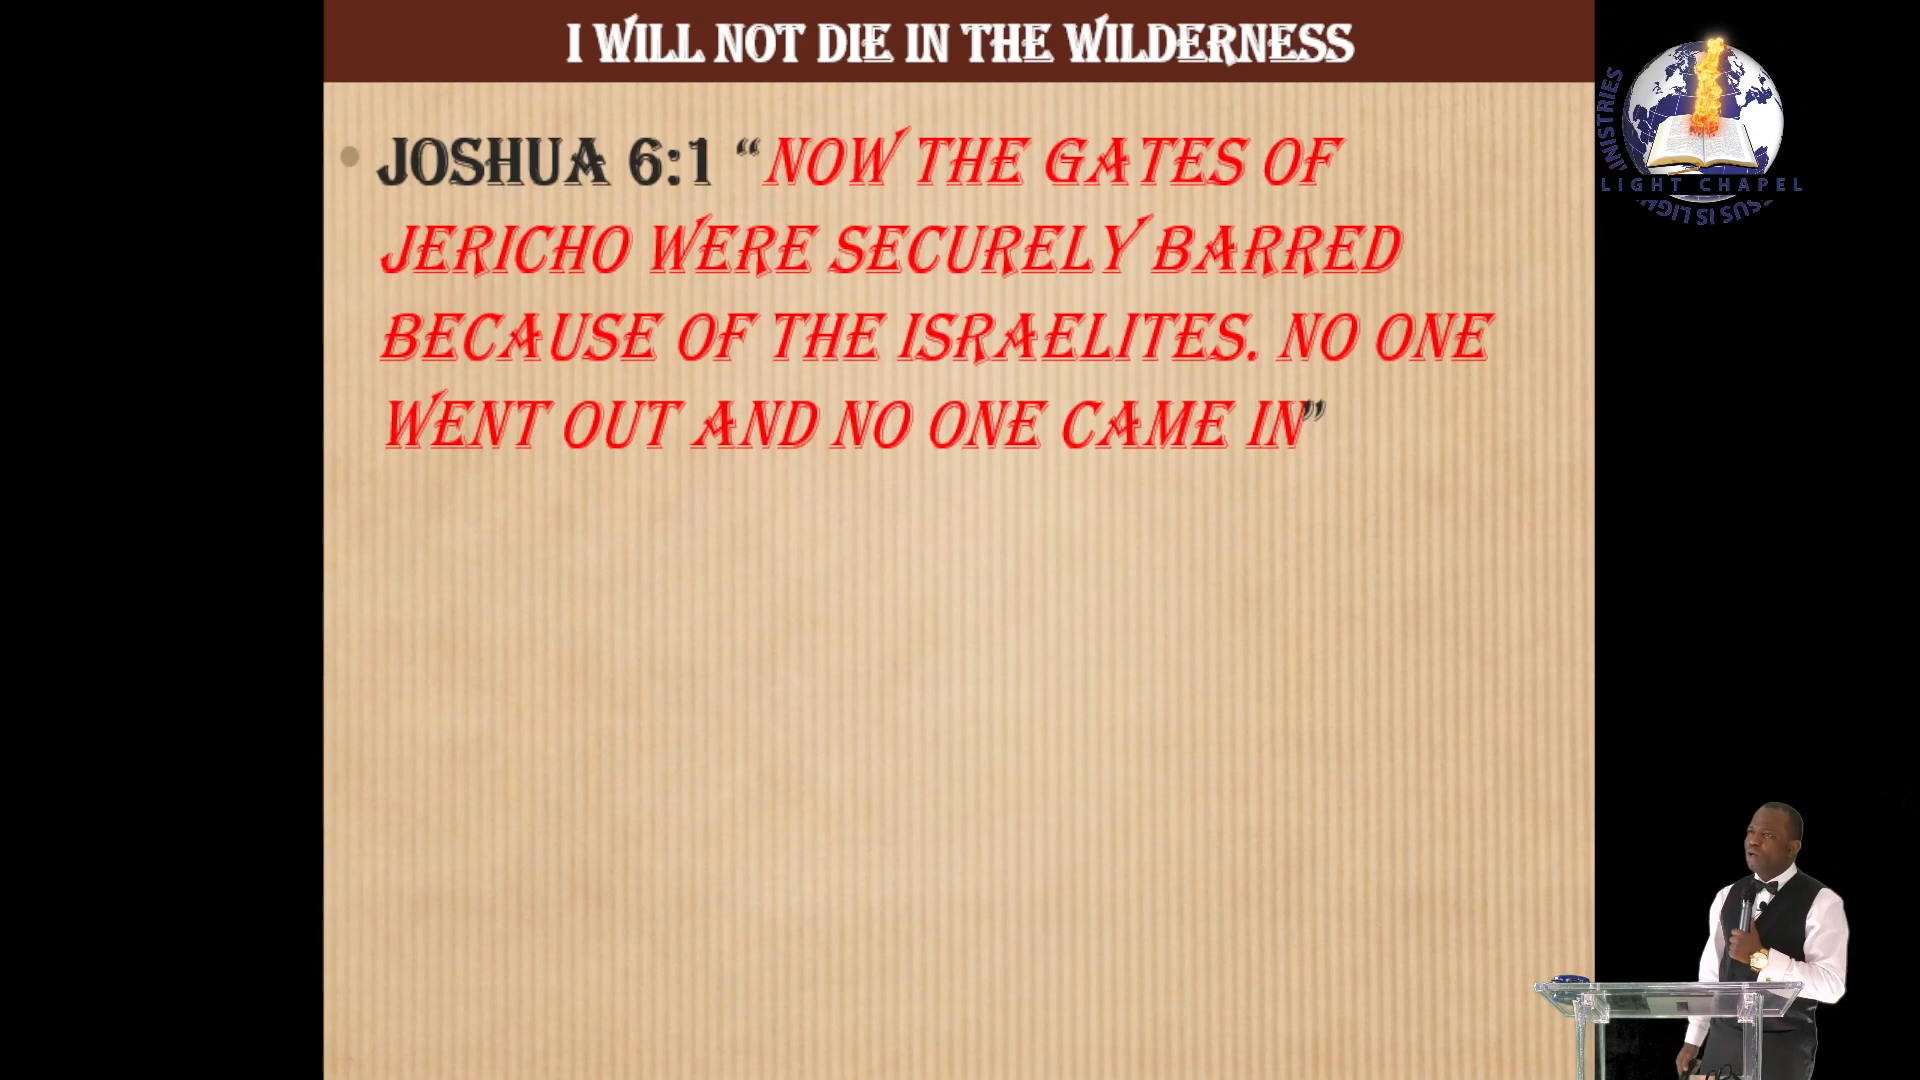 I WILL NOT DIE IN THE WILDERNESS
• JOSHUA 6:1 “NOW THE GATES OF
JERICHO WERE SECURELY BARRED
BECAUSE OF THE ISRAELITES. NO ONE
WENT OUT AND NO ONE CAME IN”
LIGHT CHAPEL